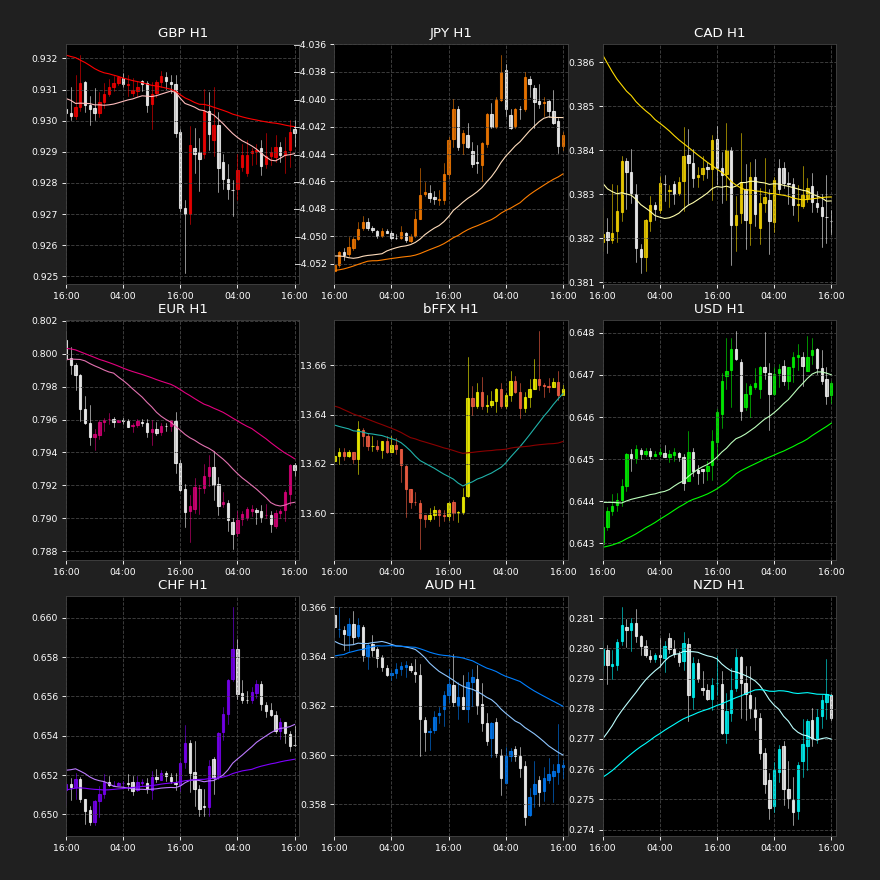 GBP H1 JPY H1 CAD H1
0.932 0.931 0.930 0.929 0.928 0.927 0.926 0.925
−4.036 −4.038 −4.040 −4.042 −4.044 −4.046 −4.048 −4.050 −4.052
0.386 0.385 0.384 0.383 0.382 0.381
16:00 04:00 16:00 04:00 16:00 16:00 04:00 16:00 04:00 16:00 16:00 04:00 16:00 04:00 16:00
EUR H1 bFFX H1 USD H1
0.802 0.800 0.798 0.796 0.794 0.792 0.790 0.788
13.66 13.64 13.62 13.60
0.648 0.647 0.646 0.645 0.644 0.643
16:00 04:00 16:00 04:00 16:00 16:00 04:00 16:00 04:00 16:00 16:00 04:00 16:00 04:00 16:00
CHF H1 AUD H1 NZD H1
0.660 0.658 0.656 0.654 0.652 0.650
0.366 0.364 0.362 0.360 0.358
0.281 0.280 0.279 0.278 0.277 0.276 0.275 0.274
16:00 04:00 16:00 04:00 16:00 16:00 04:00 16:00 04:00 16:00 16:00 04:00 16:00 04:00 16:00